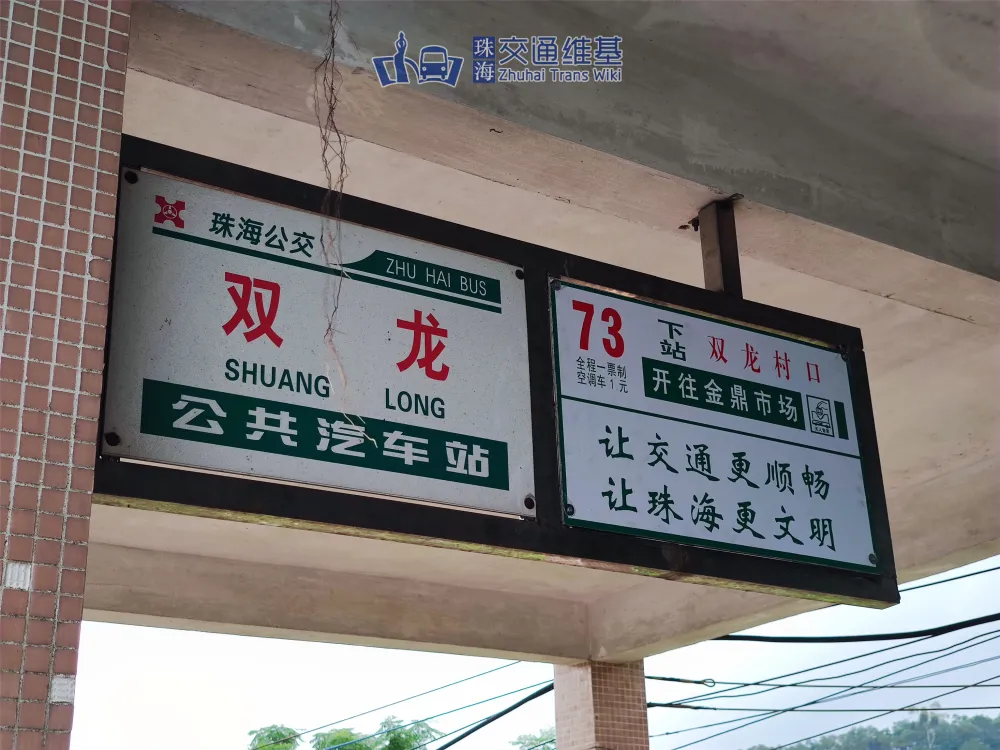 珠海
交通维基
Zhuhai Trans Wiki
珠海公交
ZHU HAI BUS
双龙
SHUANG LONG
公共汽车站
73
全程一票制
空调车1元
下站
双龙村口
开往金鼎市场
让交通更顺畅
让珠海更文明